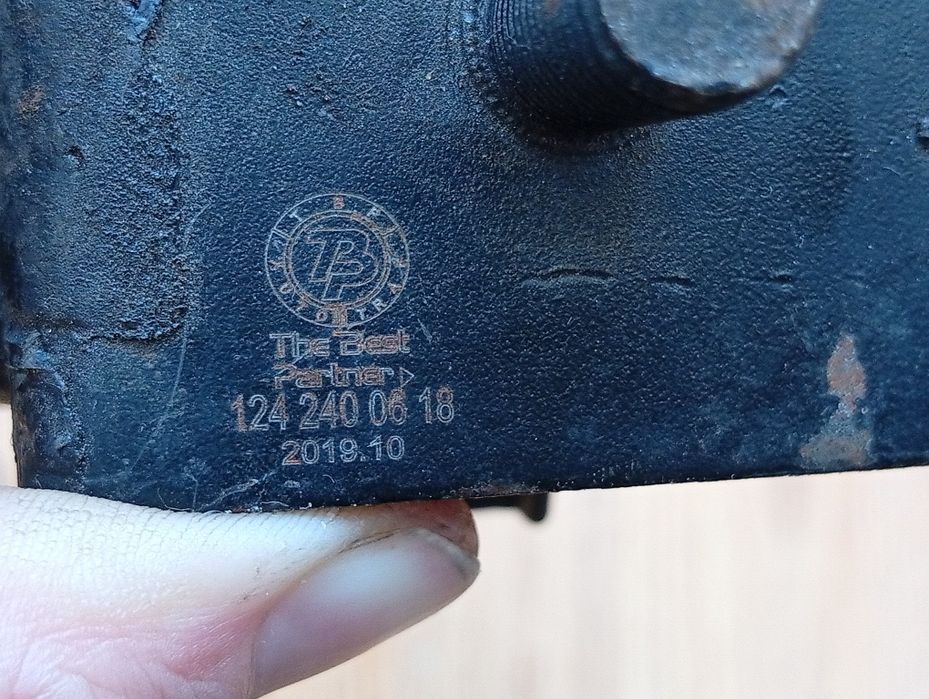 TBP
The Best
Partner
124 240 06 18
2019.10